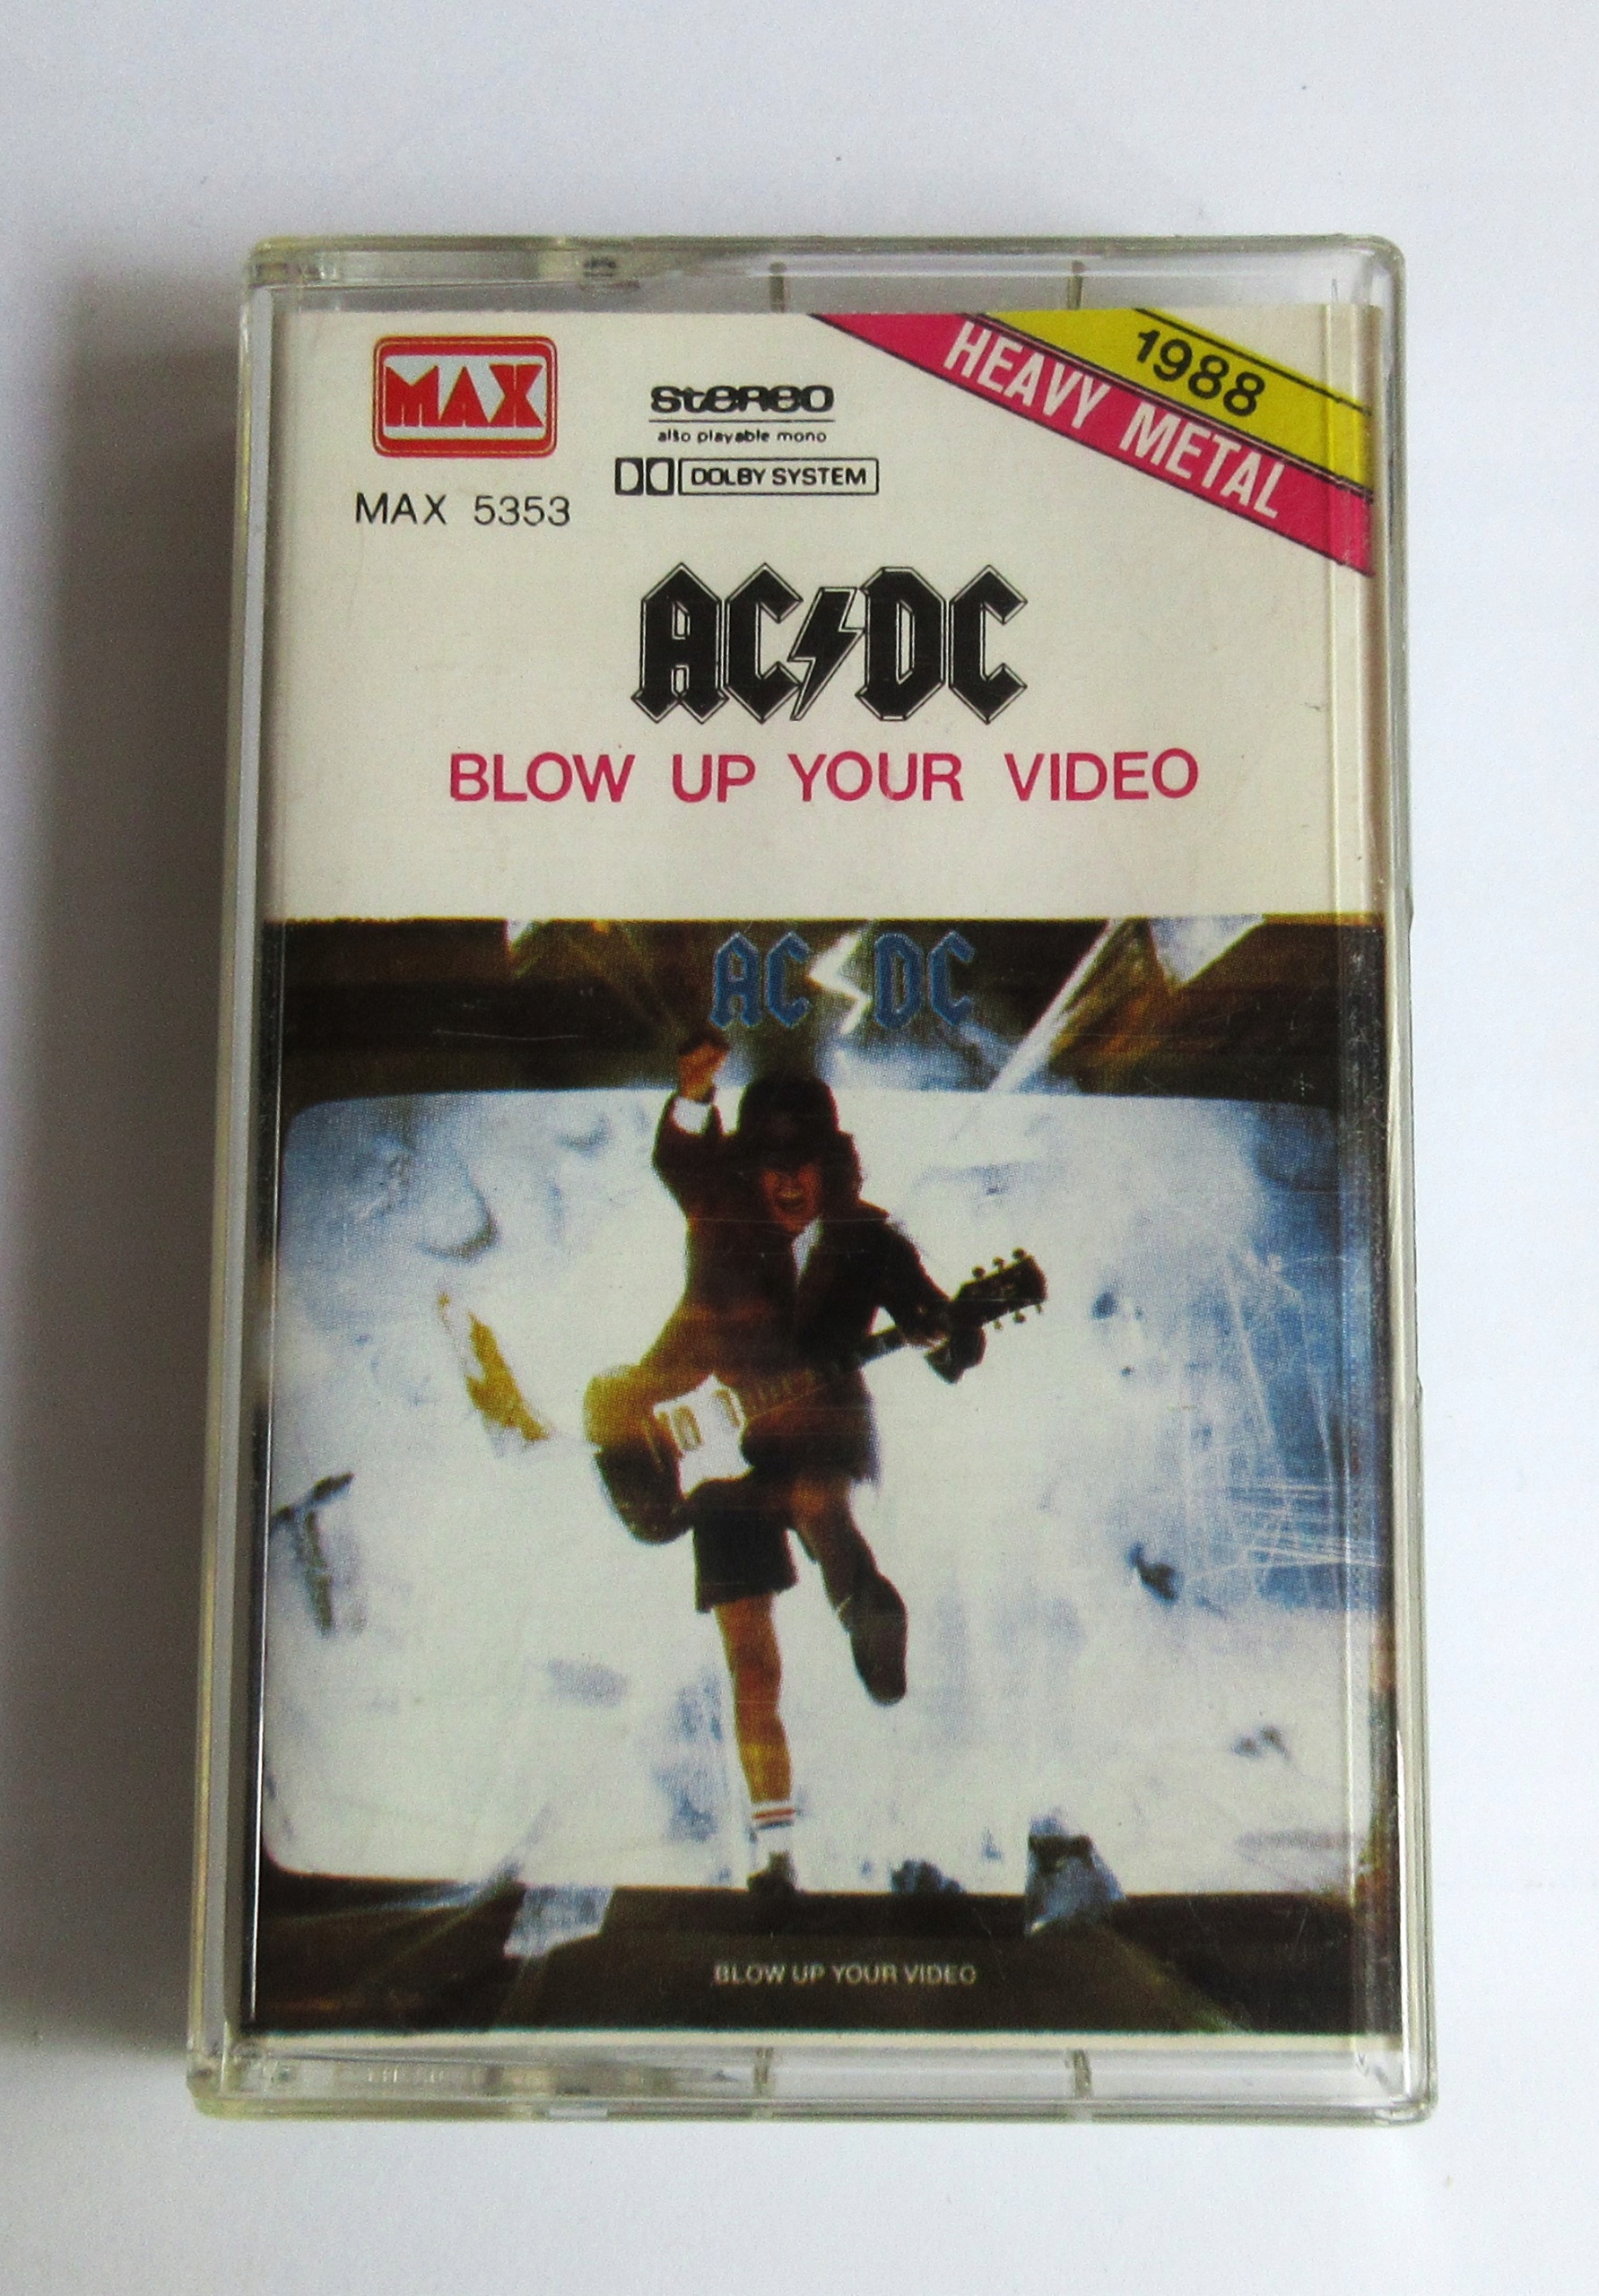 MAX
MAX 5353
stereo
also playable mono
DOLBY SYSTEM
1988
HEAVY METAL
AC/DC
BLOW UP YOUR VIDEO
AC DC
BLOW UP YOUR VIDEO